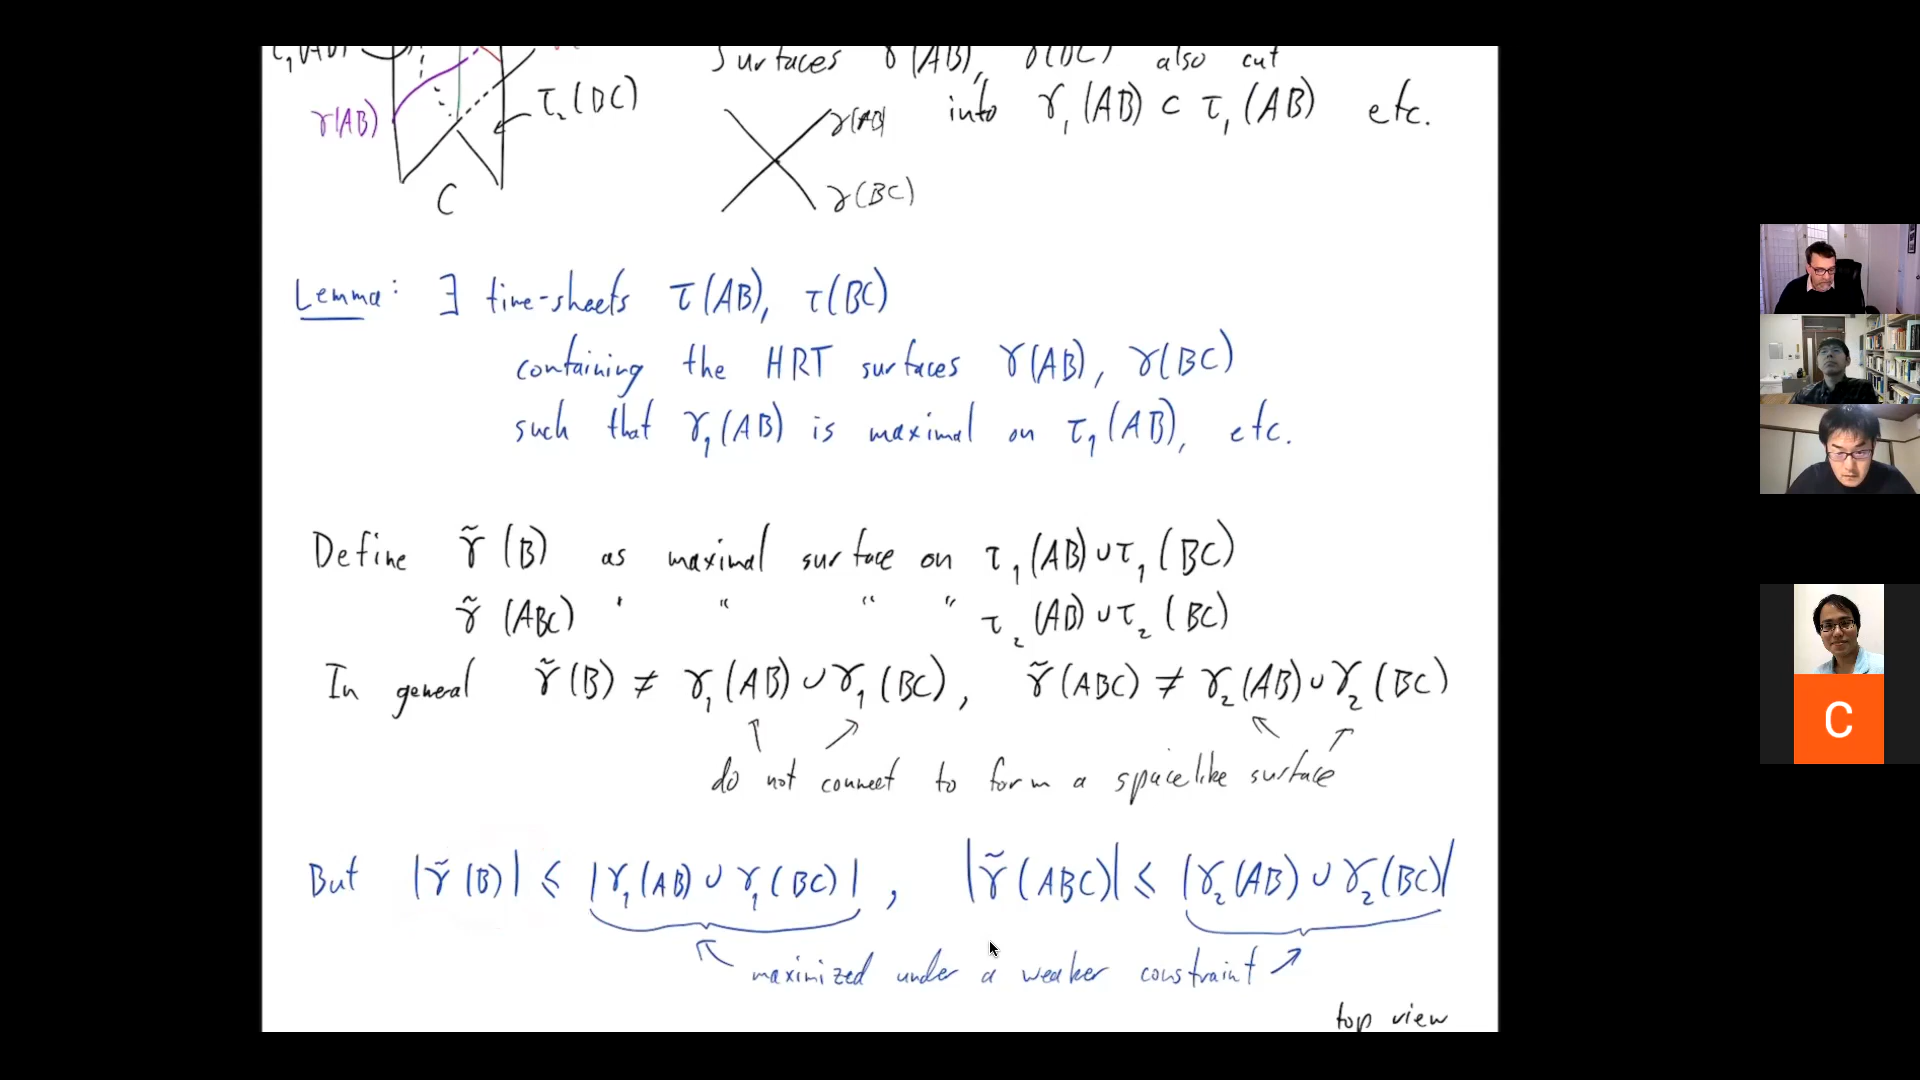 τ₁(AB)
Surfaces γ(AB), γ(BC) also cut
into γ₁(AB) ⊂ τ₁(AB) etc.
γ(AB)
τ₂(BC)
γ(AB)
γ(BC)
C
Lemma: ∃ time-sheets τ(AB), τ(BC)
containing the HRT surfaces γ(AB), γ(BC)
such that γ₁(AB) is maximal on τ₁(AB), etc.
Define γ̃(B) as maximal surface on τ₁(AB)∪τ₁(BC)
γ̃(ABC) " " " " τ₂(AB)∪τ₂(BC)
In general γ̃(B) ≠ γ₁(AB)∪γ₁(BC), γ̃(ABC) ≠ γ₂(AB)∪γ₂(BC)
do not connect to form a spacelike surface
But |γ̃(B)| ≤ |γ₁(AB) ∪ γ₁(BC)|, |γ̃(ABC)| ≤ |γ₂(AB) ∪ γ₂(BC)|
maximized under a weaker constraint
top view
C